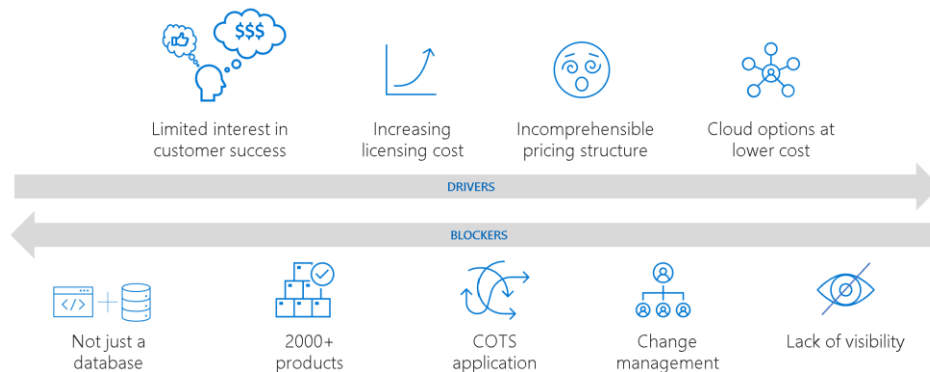 $$$
Limited interest in
customer success
Increasing
licensing cost
Incomprehensible
pricing structure
Cloud options at
lower cost
DRIVERS
BLOCKERS
</>
Not just a
database
2000+
products
COTS
application
Change
management
Lack of visibility